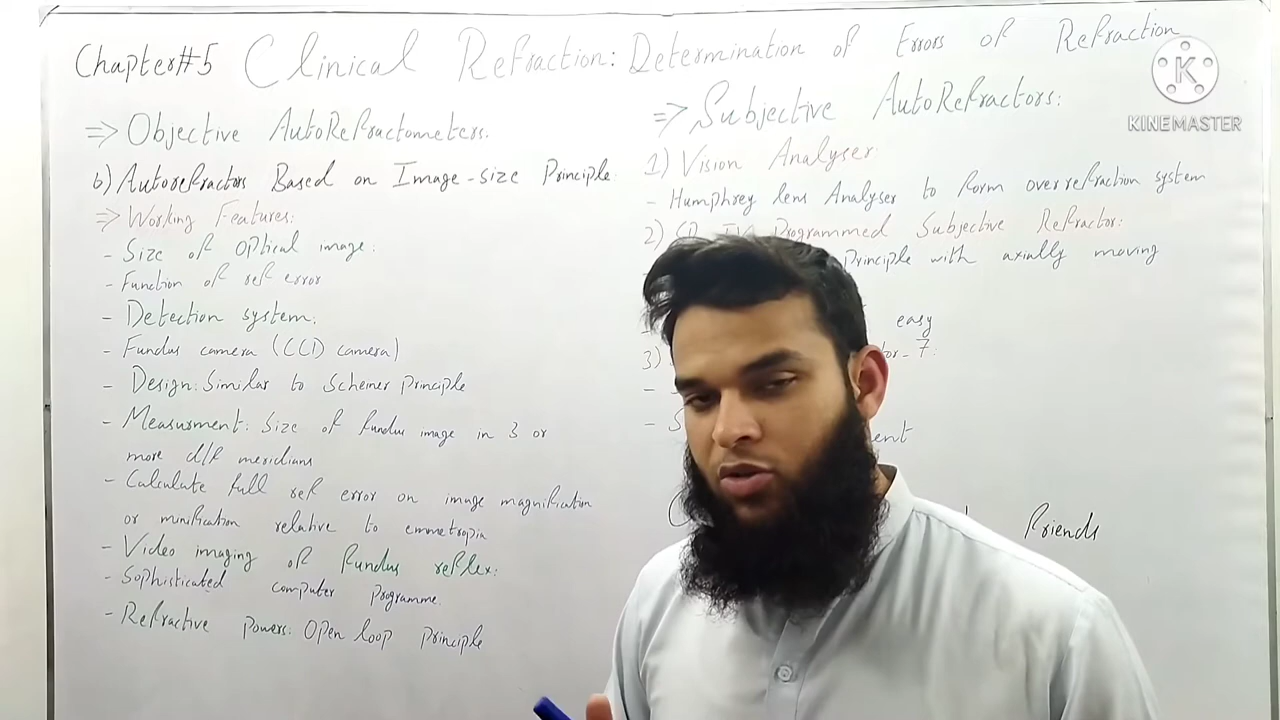 Chapter#5 Clinical Refraction: Determination of Errors of Refraction
⇒ Objective AutoRefractometers.
b) Autorefractors Based on Image-size Principle.
⇒ Working Features:
- Size of optical image:
- Function of ref error
- Detection system:
- Fundus camera (CCD camera)
- Design: Similar to Scheiner Principle
- Measusrment: Size of fundus image in 3 or
more d/f meridians
- Calculate full ref error on image magnification
or minification relative to emmetropia
- Video imaging of fundus reflex:
- Sophisticated computer Programme.
- Refractive Powers: Open loop principle
⇒ Subjective AutoRefractors:
1) Vision Analyser:
- Humphrey lens Analyser to form over refraction system
2) Programmed Subjective Refractor:
Principle with axially moving
easy
3) tor-7:
- S ent
Friends
K
KINEMASTER